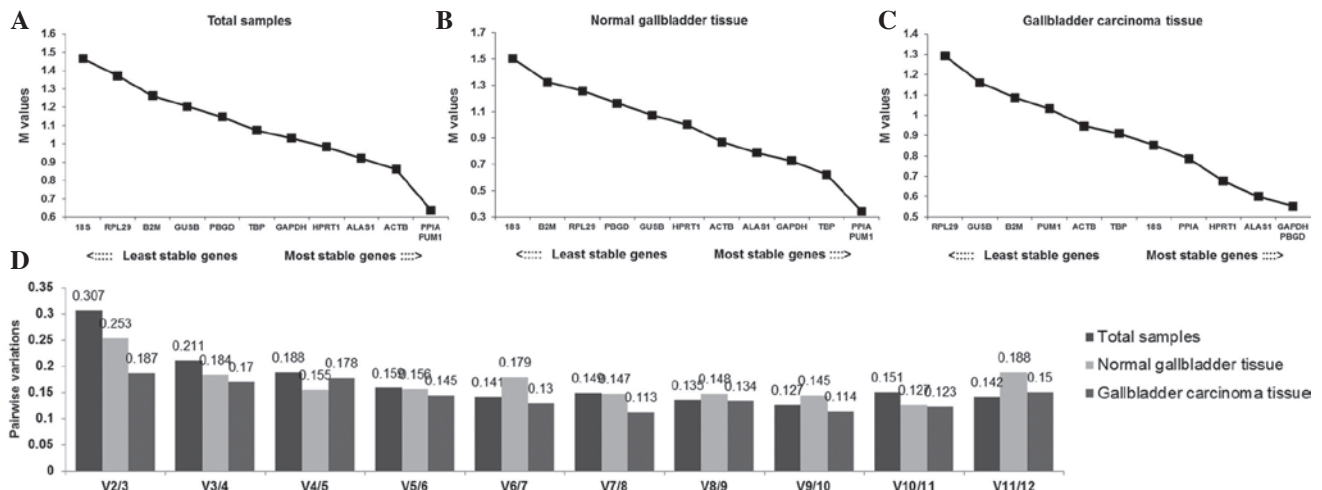 A
Total samples
M values
1.6
1.5
1.4
1.3
1.2
1.1
1
0.9
0.8
0.7
0.6
18S RPL29 B2M GUSB PBGD TBP GAPDH HPRT1 ALAS1 ACTB PPIA
PUM1
<::::: Least stable genes Most stable genes ::::>
B
Normal gallbladder tissue
M values
1.5
1.3
1.1
0.9
0.7
0.5
0.3
18S B2M RPL29 PBGD GUSB HPRT1 ACTB ALAS1 GAPDH TBP PPIA
PUM1
<::::: Least stable genes Most stable genes ::::>
C
Gallbladder carcinoma tissue
M values
1.4
1.3
1.2
1.1
1
0.9
0.8
0.7
0.6
0.5
RPL29 GUSB B2M PUM1 ACTB TBP 18S PPIA HPRT1 ALAS1 GAPDH
PBGD
<::::: Least stable genes Most stable genes ::::>
D
Pairwise variations
0.35
0.3
0.25
0.2
0.15
0.1
0.05
0
0.307 0.253 0.187
0.211 0.184 0.17
0.188 0.155 0.178
0.159 0.156 0.145
0.141 0.179 0.13
0.149 0.147 0.113
0.135 0.148 0.134
0.127 0.145 0.114
0.151 0.127 0.123
0.142 0.188 0.15
V2/3 V3/4 V4/5 V5/6 V6/7 V7/8 V8/9 V9/10 V10/11 V11/12
Total samples
Normal gallbladder tissue
Gallbladder carcinoma tissue